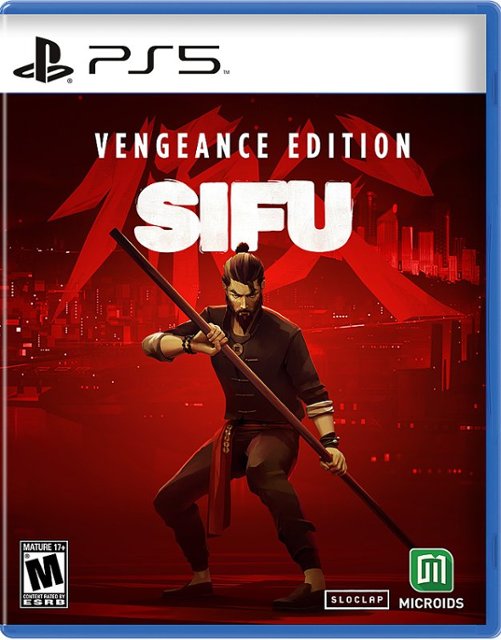 PS5
VENGEANCE EDITION
SIFU
MATURE 17+
M
CONTENT RATED BY
ESRB
SLOCLAP
MICROIDS